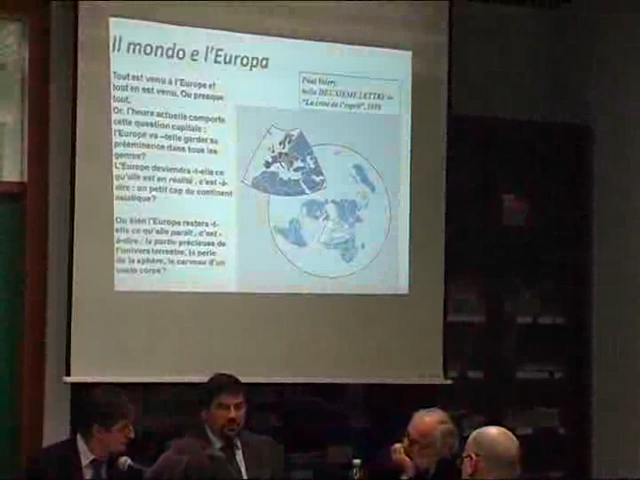 Il mondo e l'Europa
Tout est venu à l'Europe et
tout en est venu. Ou presque
tout.
Or, l'heure actuelle comporte
cette question capitale :
l'Europe va -telle garder sa
prééminence dans tous les
genres?
L'Europe deviendra -t-elle ce
qu'elle est en réalité , c'est -à-
dire : un petit cap du continent
asiatique?
Ou bien l'Europe restera -t-
elle ce qu'elle paraît , c'est -
à-dire : la partie précieuse de
l'univers terrestre, la perle
de la sphère, le cerveau d'un
vaste corps?
Paul Valéry,
nella DEUXIEME LETTRE de
"La crise de l'esprit", 1919